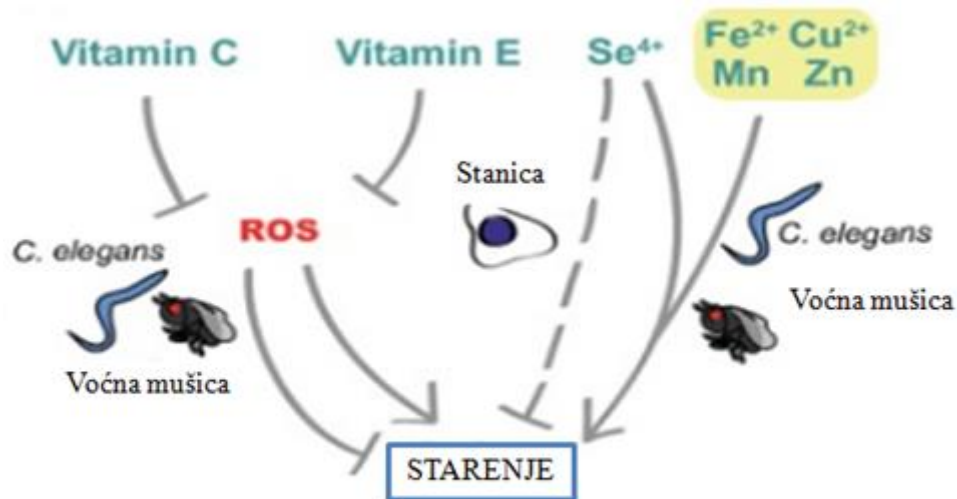 Vitamin C
Vitamin E
Se⁴⁺
Fe²⁺ Cu²⁺
Mn Zn
Stanica
ROS
C. elegans
Voćna mušica
C. elegans
Voćna mušica
STARENJE